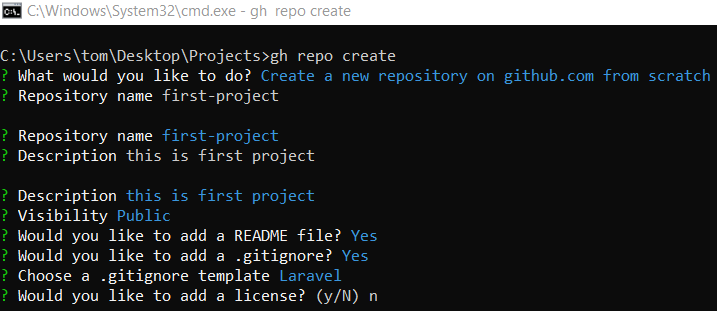 C:\Windows\System32\cmd.exe - gh  repo create
C:\Users\tom\Desktop\Projects>gh repo create
? What would you like to do? Create a new repository on github.com from scratch
? Repository name first-project
? Repository name first-project
? Description this is first project
? Description this is first project
? Visibility Public
? Would you like to add a README file? Yes
? Would you like to add a .gitignore? Yes
? Choose a .gitignore template Laravel
? Would you like to add a license? (y/N) n